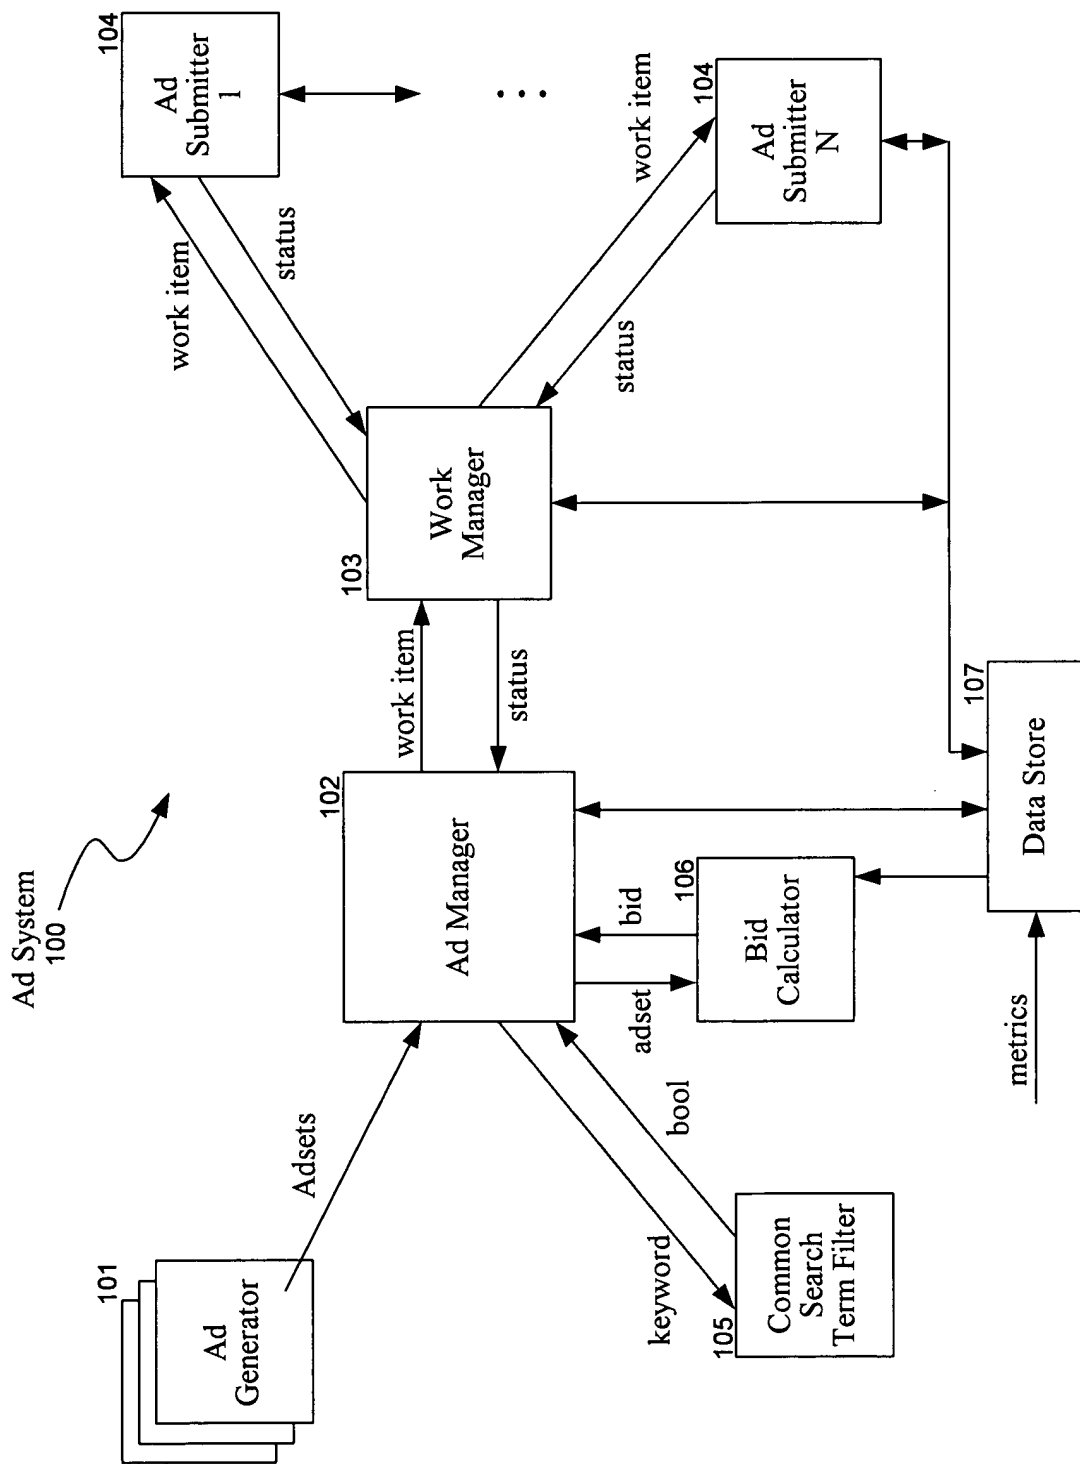 Ad System
100
101
Ad
Generator
Adsets
102
Ad Manager
work item
status
103
Work
Manager
work item
status
104
Ad
Submitter
1
...
work item
status
104
Ad
Submitter
N
keyword
bool
105
Common
Search
Term Filter
adset
bid
106
Bid
Calculator
metrics
107
Data Store